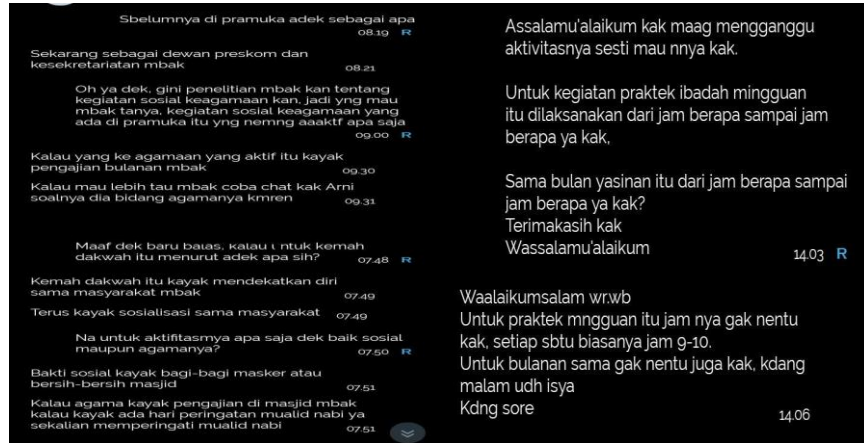 Sbelumnya di pramuka adek sebagai apa
08.19 R
Sekarang sebagai dewan preskom dan
kesekretariatan mbak
08.21
Oh ya dek, gini penelitian mbak kan tentang
kegiatan sosial keagamaan kan, jadi yng mau
mbak tanya, kegiatan sosial keagamaan yang
ada di pramuka itu yng nemng aaaktf apa saja
09.00 R
Kalau yang ke agamaan yang aktif itu kayak
pengajian bulanan mbak
09.30
Kalau mau lebih tau mbak coba chat kak Arni
soalnya dia bidang agamanya kmren
09.31
Maaf dek baru balas, kalau untuk kemah
dakwah itu menurut adek apa sih?
07.48 R
Kemah dakwah itu kayak mendekatkan diri
sama masyarakat mbak
07.49
Terus kayak sosialisasi sama masyarakat
07.49
Na untuk aktifitasmya apa saja dek baik sosial
maupun agamanya?
07.50 R
Bakti sosial kayak bagi-bagi masker atau
bersih-bersih masjid
07.51
Kalau agama kayak pengajian di masjid mbak
kalau kayak ada hari peringatan mualid nabi ya
sekalian memperingati mualid nabi
07.51
Assalamu'alaikum kak maag mengganggu
aktivitasnya sesti mau nnya kak.
Untuk kegiatan praktek ibadah mingguan
itu dilaksanakan dari jam berapa sampai jam
berapa ya kak,
Sama bulan yasinan itu dari jam berapa sampai
jam berapa ya kak?
Terimakasih kak
Wassalamu'alaikum
14.03 R
Waalaikumsalam wr.wb
Untuk praktek mngguan itu jam nya gak nentu
kak, setiap sbtu biasanya jam 9-10.
Untuk bulanan sama gak nentu juga kak, kdang
malam udh isya
Kdng sore
14.06